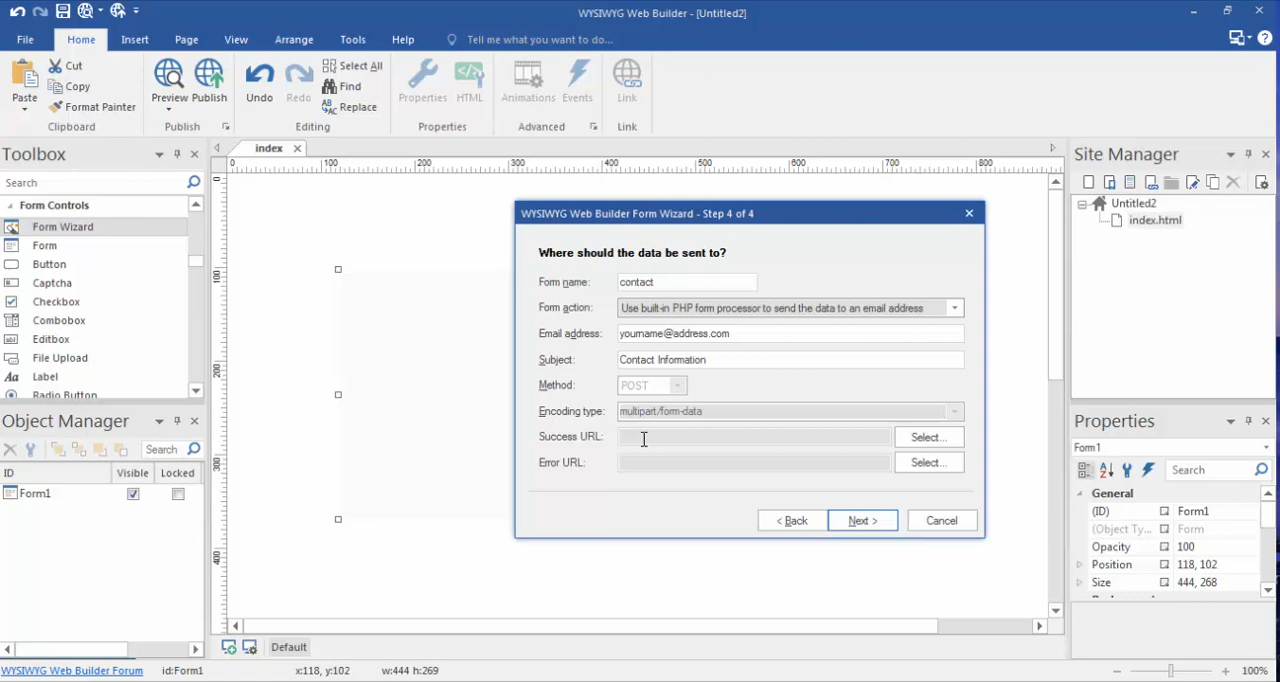 WYSIWYG Web Builder - [Untitled2]
File Home Insert Page View Arrange Tools Help Tell me what you want to do...
Paste Cut Copy Format Painter Preview Publish Undo Redo Select All Find Replace Properties HTML Animations Events Link
Clipboard Publish Editing Properties Advanced Link
Toolbox
Search
Form Controls
Form Wizard
Form
Button
Captcha
Checkbox
Combobox
Editbox
File Upload
Label
Radio Button
Object Manager
Search
ID Visible Locked
Form1
index
0 100 200 300 400 500 600 700 800
0
100
200
300
400
WYSIWYG Web Builder Form Wizard - Step 4 of 4
Where should the data be sent to?
Form name: contact
Form action: Use built-in PHP form processor to send the data to an email address
Email address: yourname@address.com
Subject: Contact Information
Method: POST
Encoding type: multipart/form-data
Success URL: Select...
Error URL: Select...
< Back Next > Cancel
Default
Site Manager
Untitled2
index.html
Properties
Form1
Search
General
(ID) Form1
(Object Ty... Form
Opacity 100
Position 118, 102
Size 444, 268
WYSIWYG Web Builder Forum id:Form1 x:118, y:102 w:444 h:269 100%